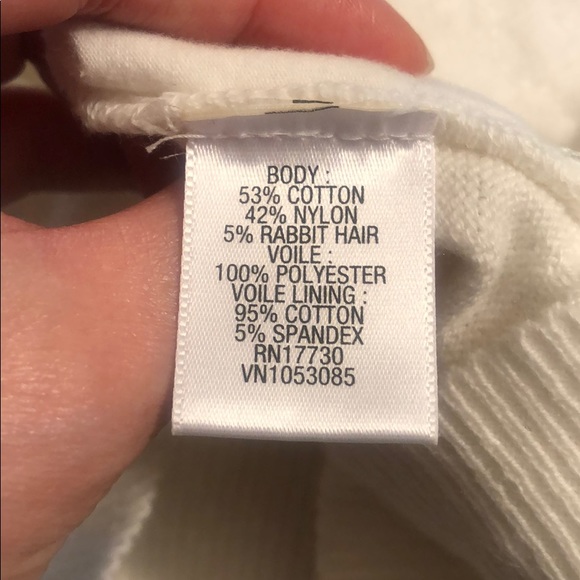 BODY :
53% COTTON
42% NYLON
5% RABBIT HAIR
VOILE :
100% POLYESTER
VOILE LINING :
95% COTTON
5% SPANDEX
RN17730
VN1053085